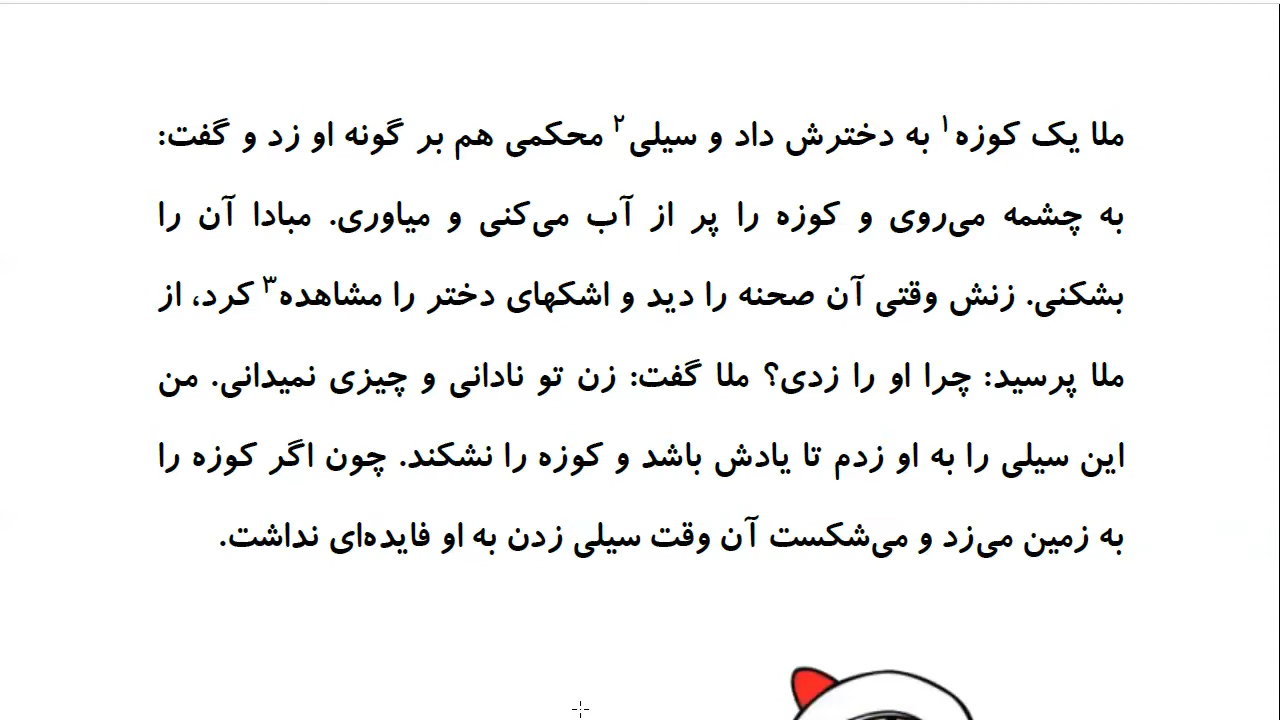 ملا یک کوزه۱ به دخترش داد و سیلی۲ محکمی هم بر گونه او زد و گفت:
به چشمه می‌روی و کوزه را پر از آب می‌کنی و میاوری. مبادا آن را
بشکنی. زنش وقتی آن صحنه را دید و اشکهای دختر را مشاهده۳ کرد، از
ملا پرسید: چرا او را زدی؟ ملا گفت: زن تو نادانی و چیزی نمیدانی. من
این سیلی را به او زدم تا یادش باشد و کوزه را نشکند. چون اگر کوزه را
به زمین می‌زد و می‌شکست آن وقت سیلی زدن به او فایده‌ای نداشت.